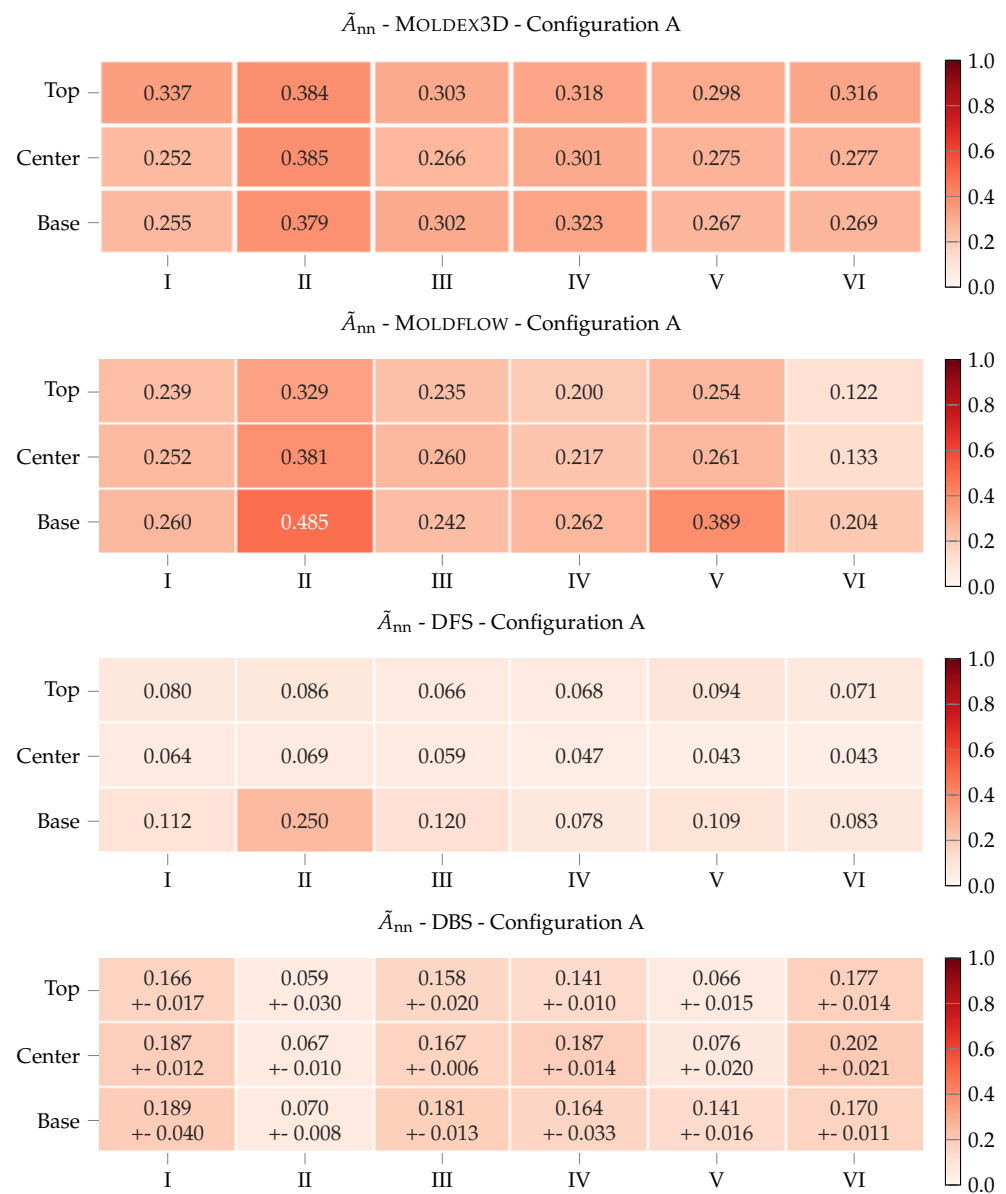 Ãnn - MOLDEX3D - Configuration A
Top 0.337 0.384 0.303 0.318 0.298 0.316
Center 0.252 0.385 0.266 0.301 0.275 0.277
Base 0.255 0.379 0.302 0.323 0.267 0.269
I II III IV V VI
1.0
0.8
0.6
0.4
0.2
0.0
Ãnn - MOLDFLOW - Configuration A
Top 0.239 0.329 0.235 0.200 0.254 0.122
Center 0.252 0.381 0.260 0.217 0.261 0.133
Base 0.260 0.485 0.242 0.262 0.389 0.204
I II III IV V VI
1.0
0.8
0.6
0.4
0.2
0.0
Ãnn - DFS - Configuration A
Top 0.080 0.086 0.066 0.068 0.094 0.071
Center 0.064 0.069 0.059 0.047 0.043 0.043
Base 0.112 0.250 0.120 0.078 0.109 0.083
I II III IV V VI
1.0
0.8
0.6
0.4
0.2
0.0
Ãnn - DBS - Configuration A
Top
0.166 0.059 0.158 0.141 0.066 0.177
+- 0.017 +- 0.030 +- 0.020 +- 0.010 +- 0.015 +- 0.014
Center
0.187 0.067 0.167 0.187 0.076 0.202
+- 0.012 +- 0.010 +- 0.006 +- 0.014 +- 0.020 +- 0.021
Base
0.189 0.070 0.181 0.164 0.141 0.170
+- 0.040 +- 0.008 +- 0.013 +- 0.033 +- 0.016 +- 0.011
I II III IV V VI
1.0
0.8
0.6
0.4
0.2
0.0